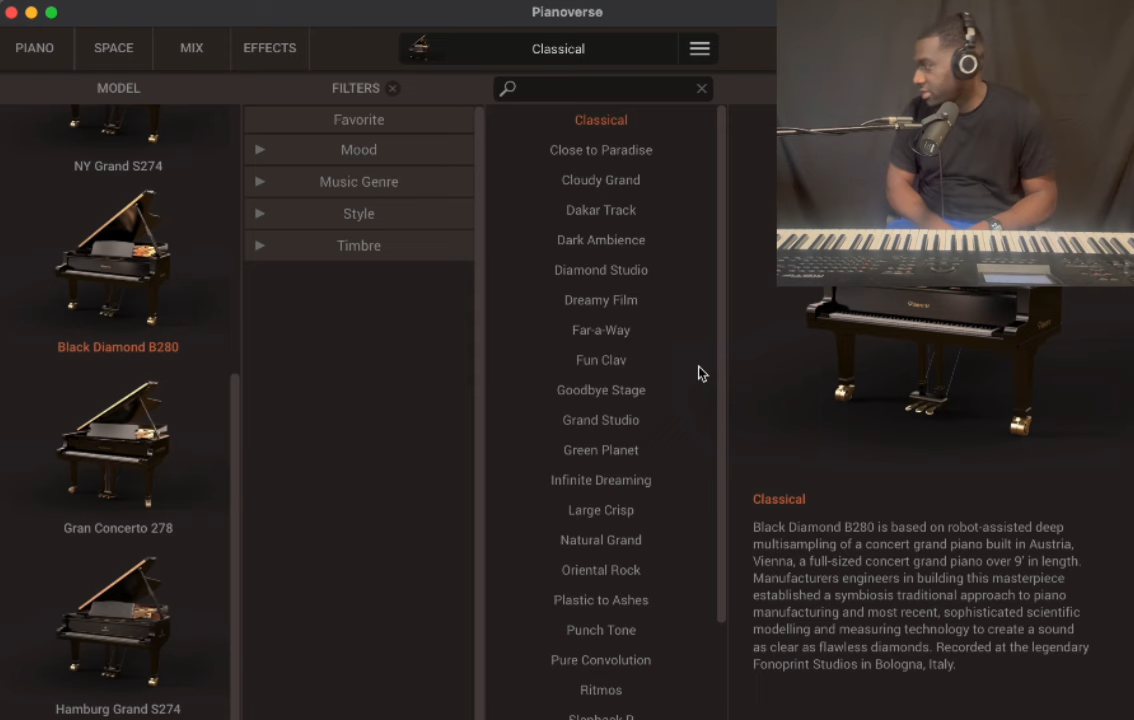 Pianoverse
PIANO
SPACE
MIX
EFFECTS
Classical
MODEL
FILTERS
NY Grand S274
Black Diamond B280
Gran Concerto 278
Hamburg Grand S274
Favorite
Mood
Music Genre
Style
Timbre
Classical
Close to Paradise
Cloudy Grand
Dakar Track
Dark Ambience
Diamond Studio
Dreamy Film
Far-a-Way
Fun Clav
Goodbye Stage
Grand Studio
Green Planet
Infinite Dreaming
Large Crisp
Natural Grand
Oriental Rock
Plastic to Ashes
Punch Tone
Pure Convolution
Ritmos
Classical
Black Diamond B280 is based on robot-assisted deep
multisampling of a concert grand piano built in Austria,
Vienna, a full-sized concert grand piano over 9' in length.
Manufacturers engineers in building this masterpiece
established a symbiosis traditional approach to piano
manufacturing and most recent, sophisticated scientific
modelling and measuring technology to create a sound
as clear as flawless diamonds. Recorded at the legendary
Fonoprint Studios in Bologna, Italy.